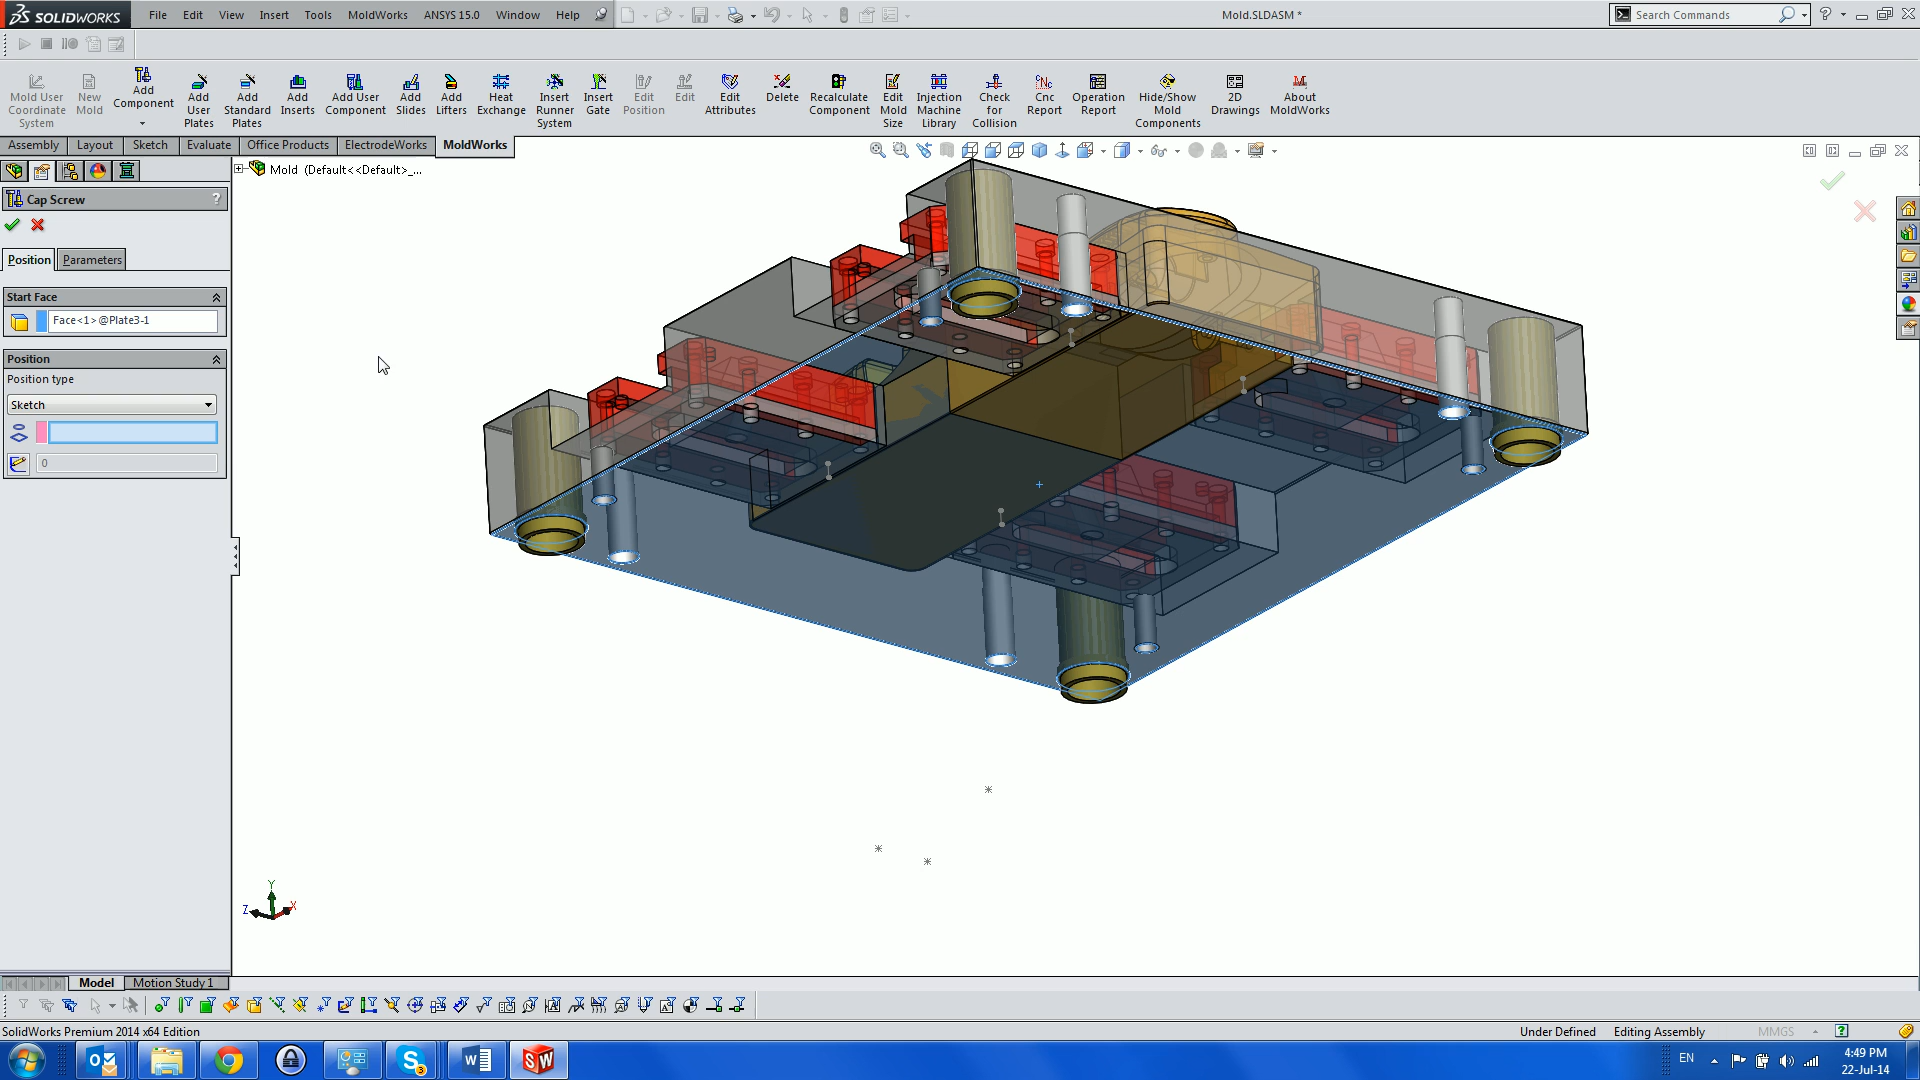 SOLIDWORKS File Edit View Insert Tools MoldWorks ANSYS 15.0 Window Help Mold.SLDASM * Search Commands
Mold User Coordinate System
New Mold
Add Component
Add User Plates
Add Standard Plates
Add Inserts
Add User Component
Add Slides
Add Lifters
Heat Exchange
Insert Runner System
Insert Gate
Edit Position
Edit
Edit Attributes
Delete
Recalculate Component
Edit Mold Size
Injection Machine Library
Check for Collision
Cnc Report
Operation Report
Hide/Show Mold Components
2D Drawings
About MoldWorks
Assembly Layout Sketch Evaluate Office Products ElectrodeWorks MoldWorks
Mold (Default<<Default>_...
Cap Screw ?
Position Parameters
Start Face
Face<1>@Plate3-1
Position
Position type
Sketch
0
Y
Z X
Model Motion Study 1
SolidWorks Premium 2014 x64 Edition Under Defined Editing Assembly MMGS ?
EN 4:49 PM
22-Jul-14